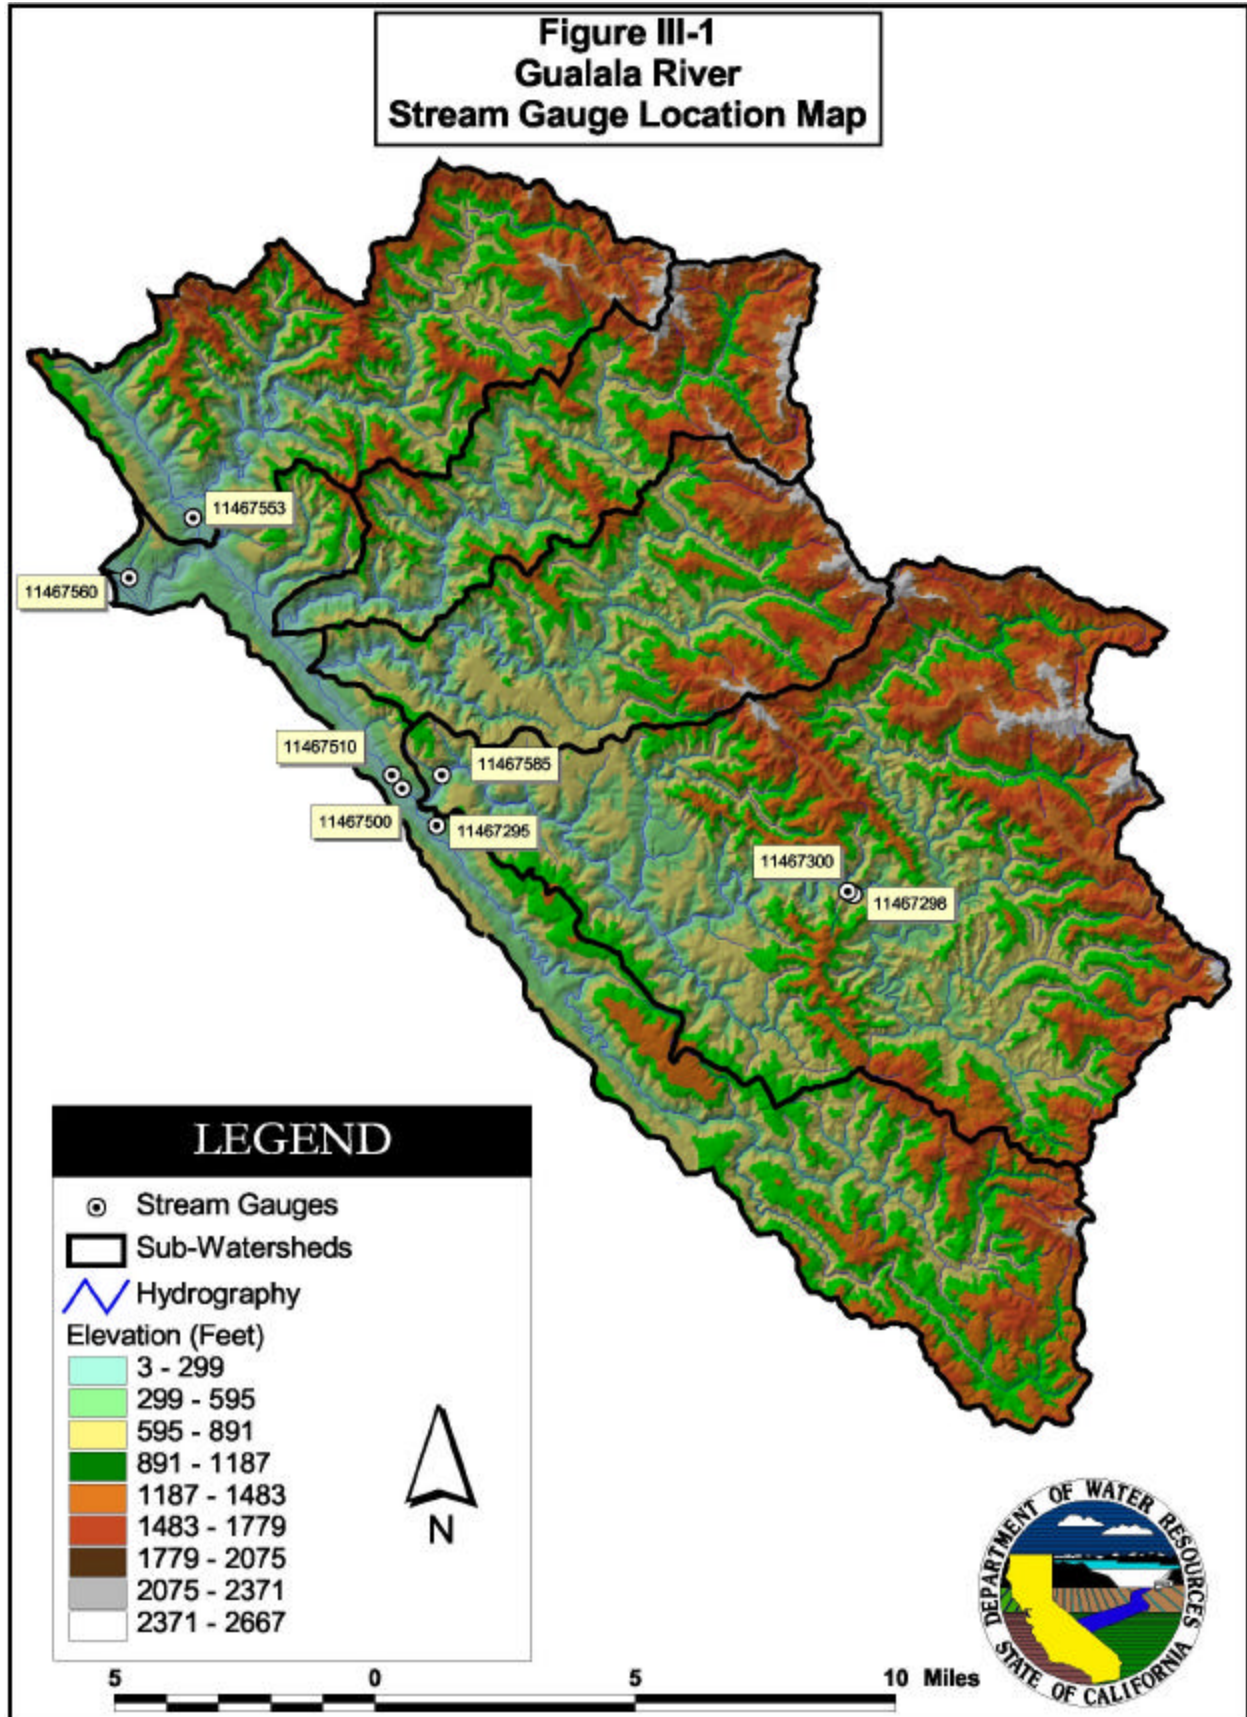 Figure III-1
Gualala River
Stream Gauge Location Map
11467553
11467560
11467510
11467585
11467500
11467295
11467300
11467298
LEGEND
Stream Gauges
Sub-Watersheds
Hydrography
Elevation (Feet)
3 - 299
299 - 595
595 - 891
891 - 1187
1187 - 1483
1483 - 1779
1779 - 2075
2075 - 2371
2371 - 2667
N
5 0 5 10 Miles
DEPARTMENT OF WATER RESOURCES
STATE OF CALIFORNIA